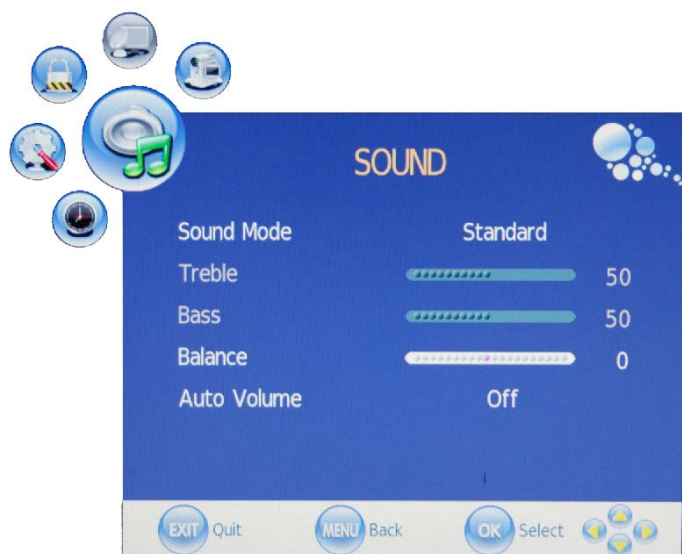 SOUND
Sound Mode Standard
Treble 50
Bass 50
Balance 0
Auto Volume Off
EXIT Quit MENU Back OK Select